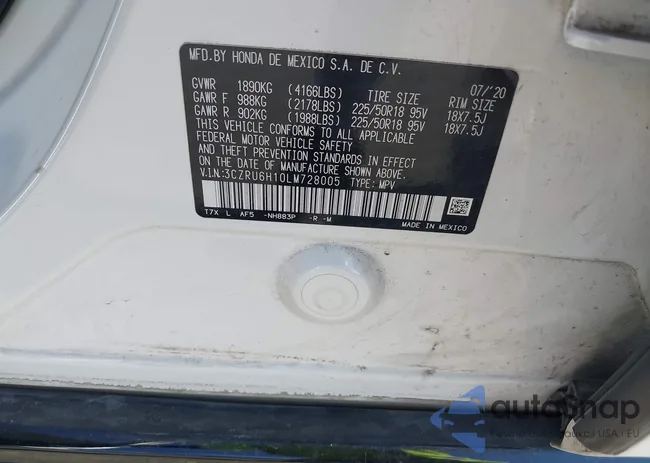 MFD.BY HONDA DE MEXICO S.A. DE C.V.
07/'20
GVWR 1890KG (4166LBS) TIRE SIZE RIM SIZE
GAWR F 988KG (2178LBS) 225/50R18 95V 18X7.5J
GAWR R 902KG (1988LBS) 225/50R18 95V 18X7.5J
THIS VEHICLE CONFORMS TO ALL APPLICABLE
FEDERAL MOTOR VEHICLE SAFETY
AND THEFT PREVENTION STANDARDS IN EFFECT
ON THE DATE OF MANUFACTURE SHOWN ABOVE.
V.I.N:3CZRU6H10LM728005 TYPE: MPV
T7X L AF5 -NH883P -R -M MADE IN MEXICO
autosnap
USA · EU